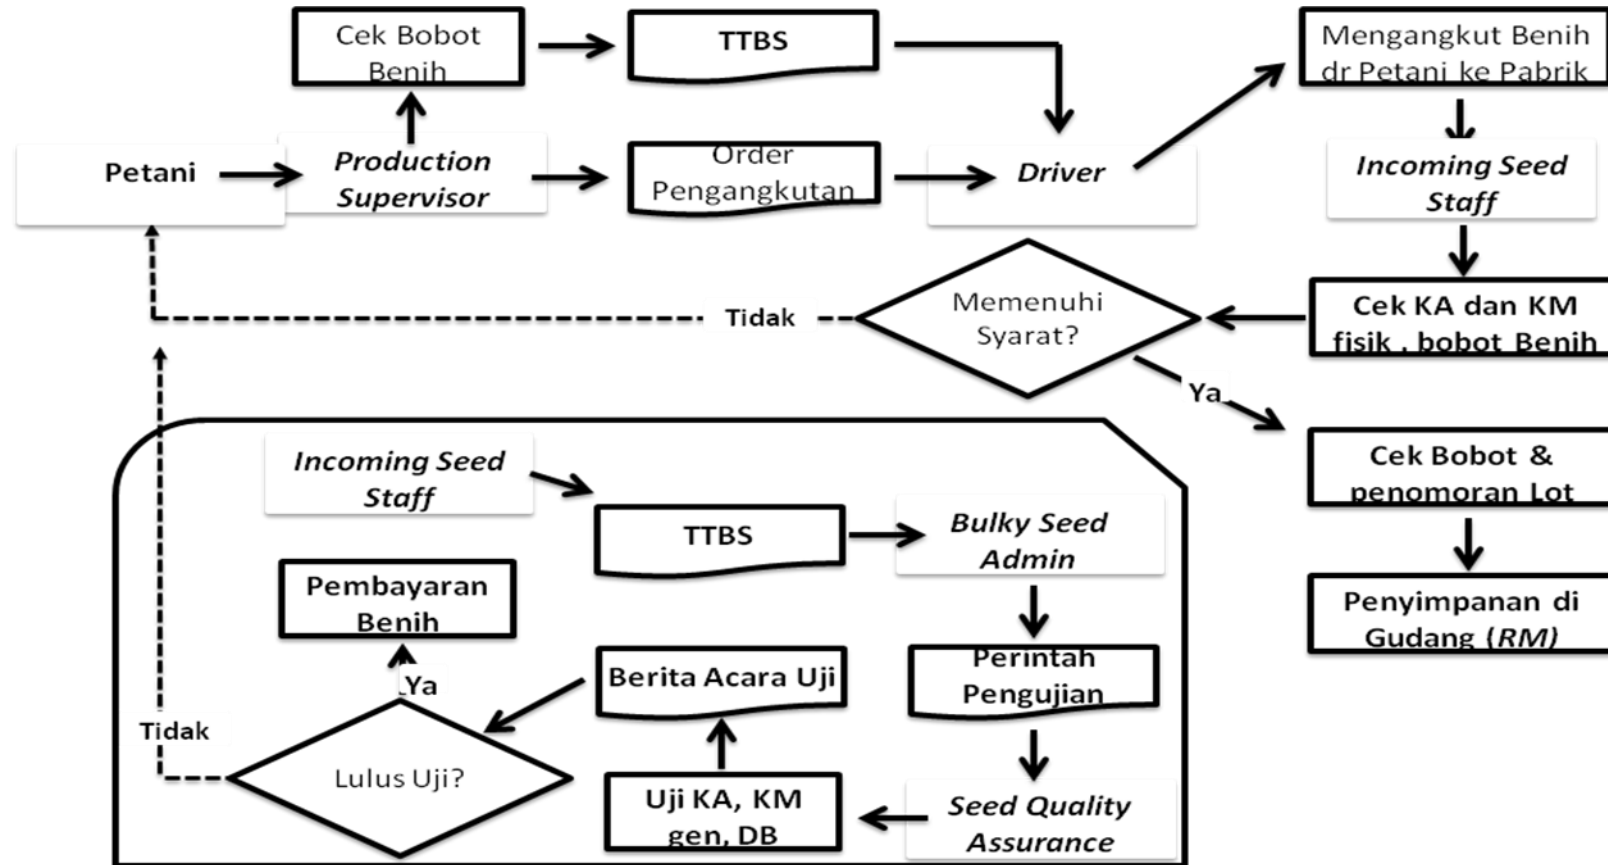 Cek Bobot
Benih
TTBS
Mengangkut Benih
dr Petani ke Pabrik
Petani
Production
Supervisor
Order
Pengangkutan
Driver
Incoming Seed
Staff
Memenuhi
Syarat?
Tidak
Cek KA dan KM
fisik , bobot Benih
Ya
Cek Bobot &
penomoran Lot
Penyimpanan di
Gudang (RM)
Incoming Seed
Staff
TTBS
Bulky Seed
Admin
Pembayaran
Benih
Perintah
Pengujian
Berita Acara Uji
Ya
Tidak
Lulus Uji?
Uji KA, KM
gen, DB
Seed Quality
Assurance